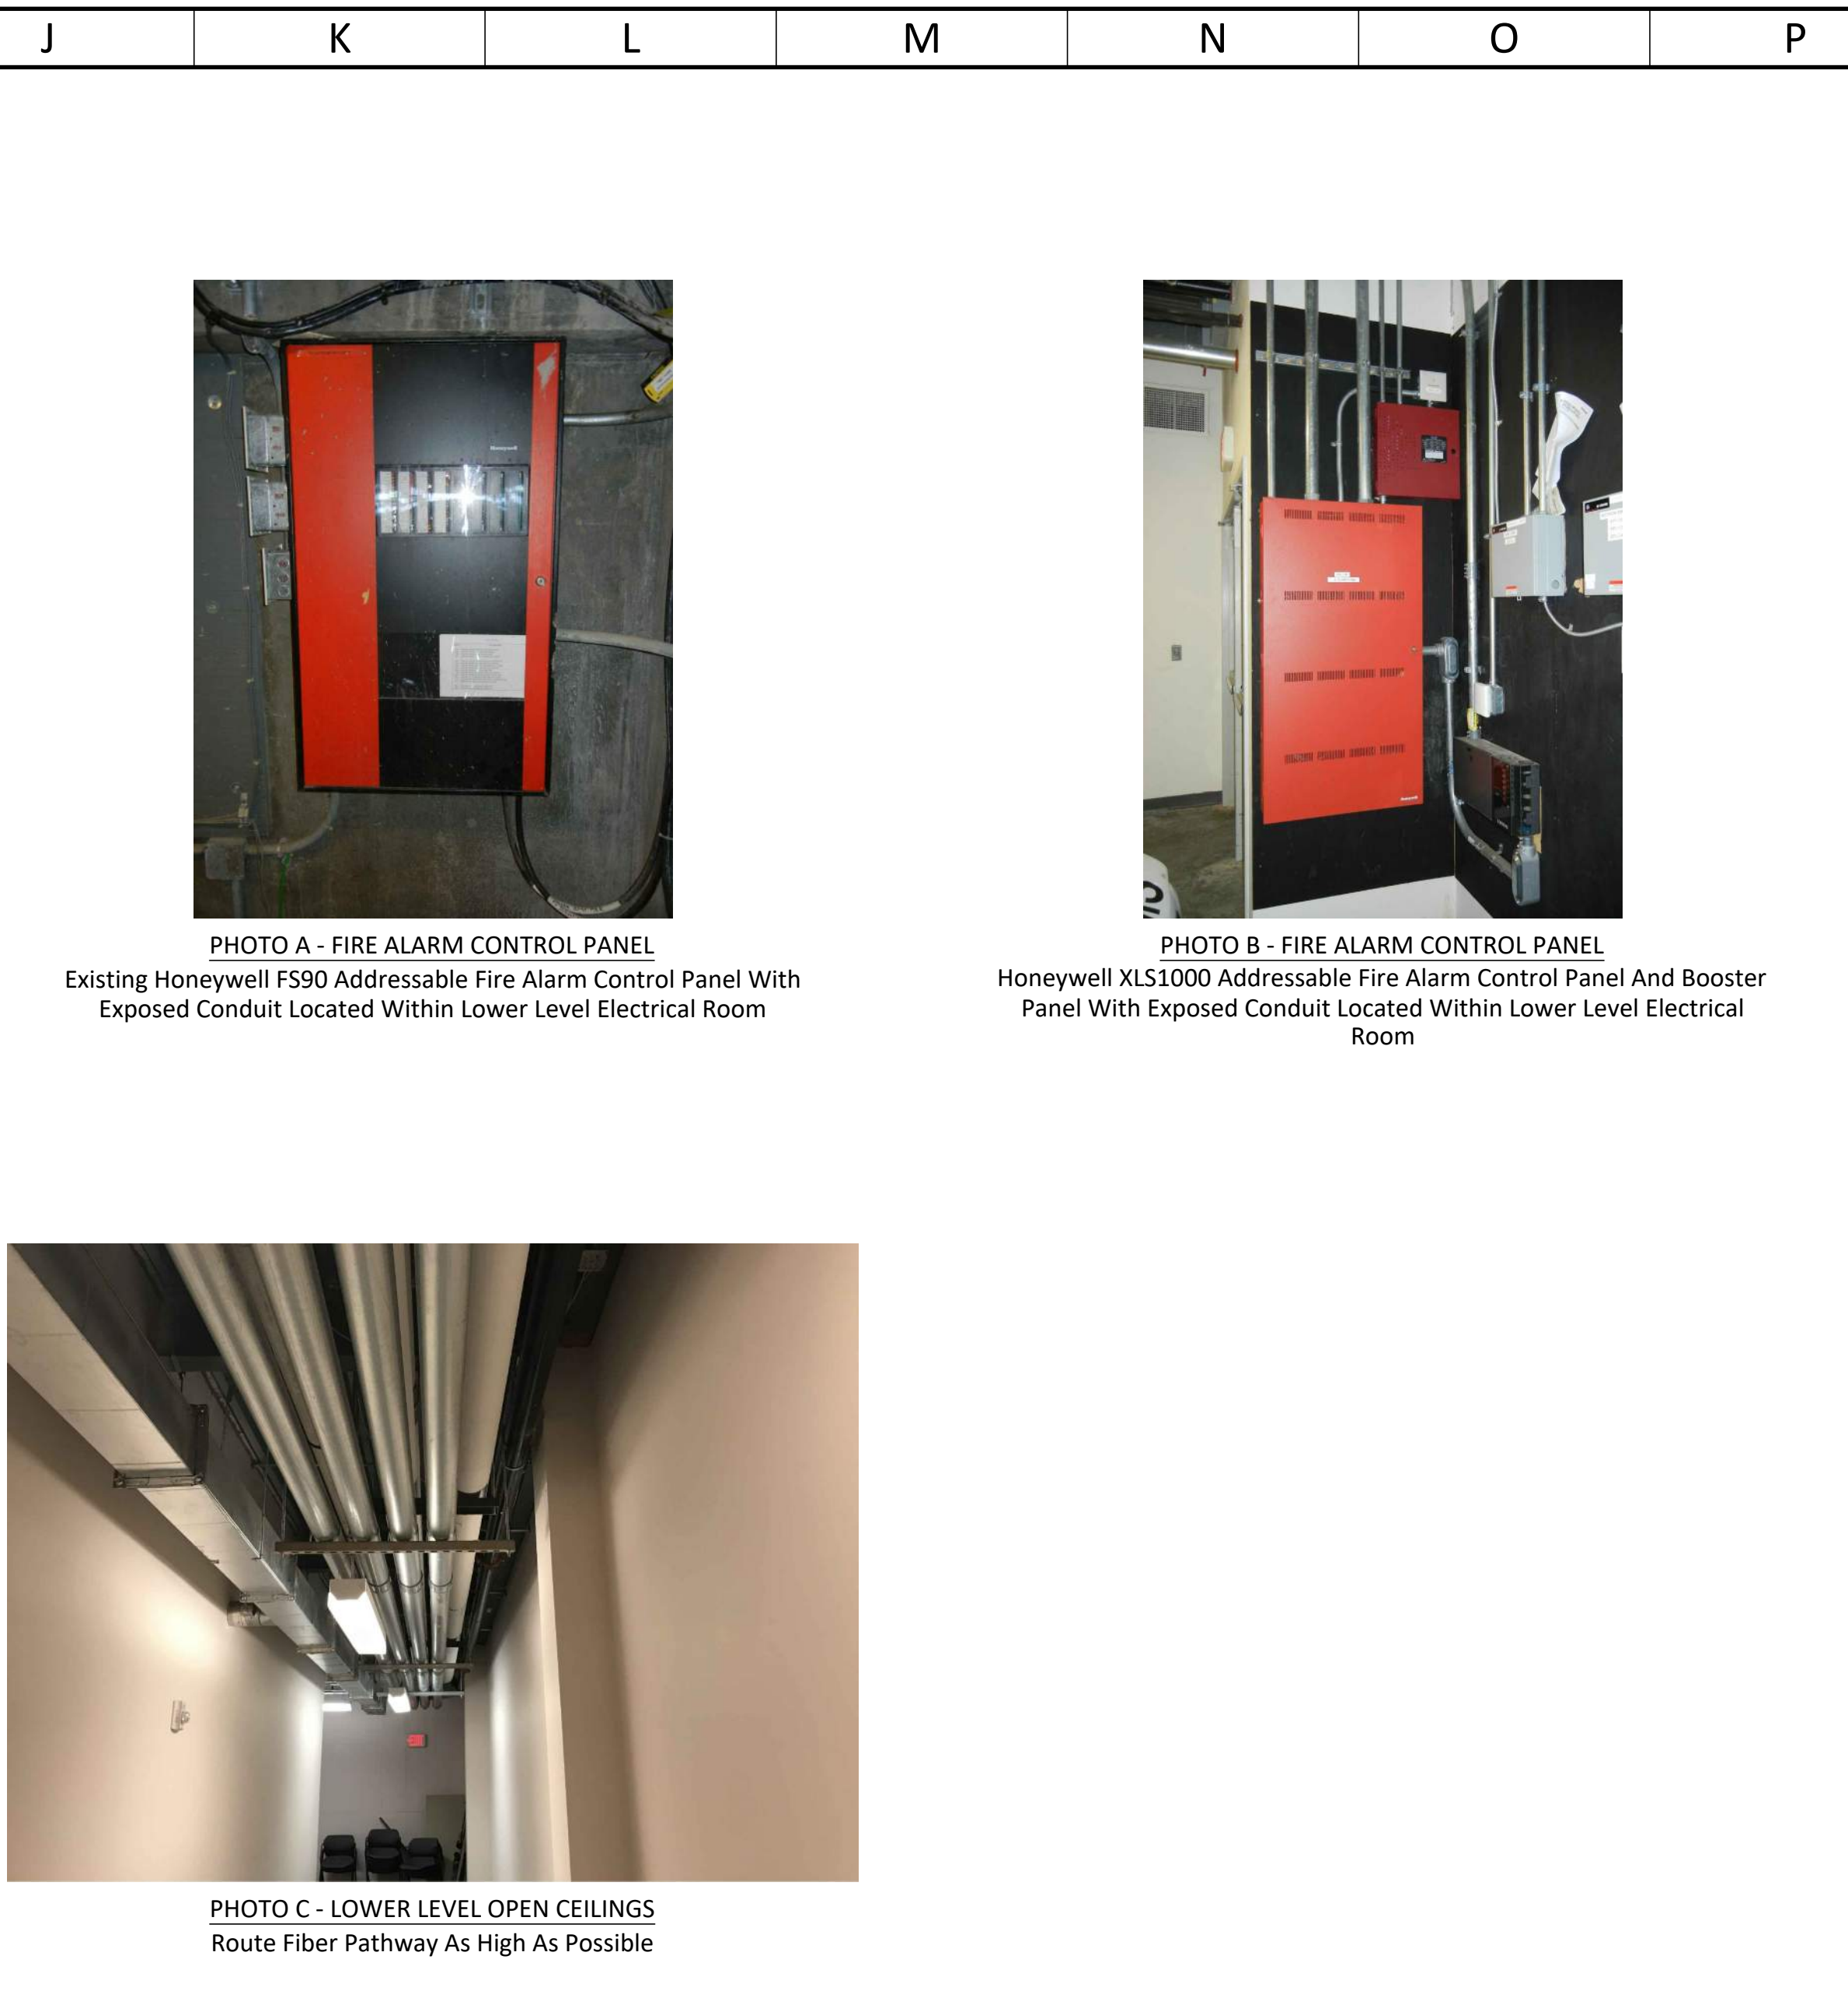 J K L M N O P
Honeywell
PHOTO A - FIRE ALARM CONTROL PANEL
Existing Honeywell FS90 Addressable Fire Alarm Control Panel With
Exposed Conduit Located Within Lower Level Electrical Room
PHOTO B - FIRE ALARM CONTROL PANEL
Honeywell XLS1000 Addressable Fire Alarm Control Panel And Booster
Panel With Exposed Conduit Located Within Lower Level Electrical
Room
PHOTO C - LOWER LEVEL OPEN CEILINGS
Route Fiber Pathway As High As Possible